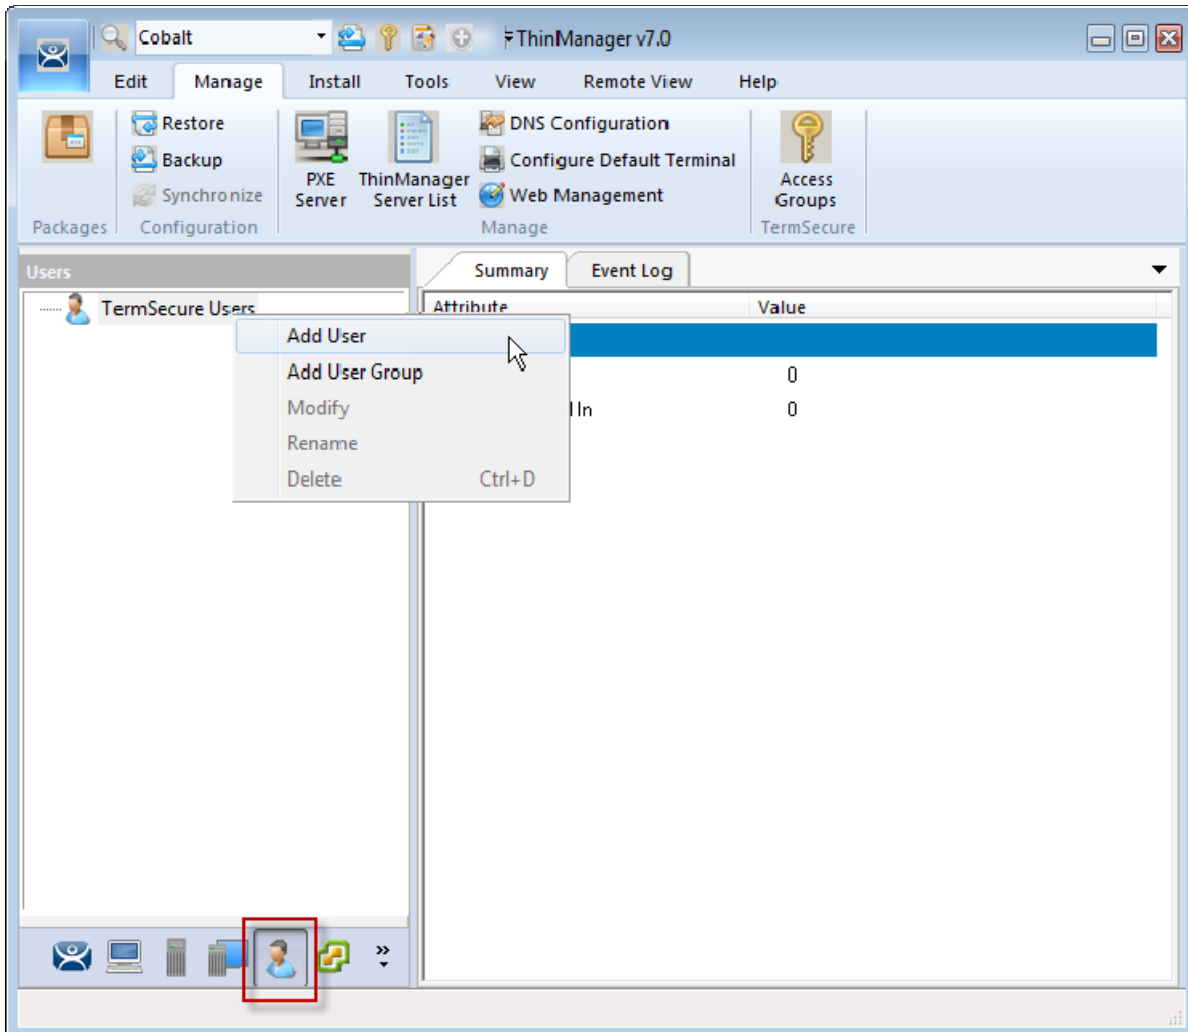 Cobalt
ThinManager v7.0
Edit Manage Install Tools View Remote View Help
Restore
Backup
Synchronize
Packages
Configuration
PXE Server
ThinManager Server List
DNS Configuration
Configure Default Terminal
Web Management
Manage
Access Groups
TermSecure
Users
TermSecure Users
Summary
Event Log
Attribute Value
Add User
Add User Group
Modify
Rename
Delete Ctrl+D
0
In 0